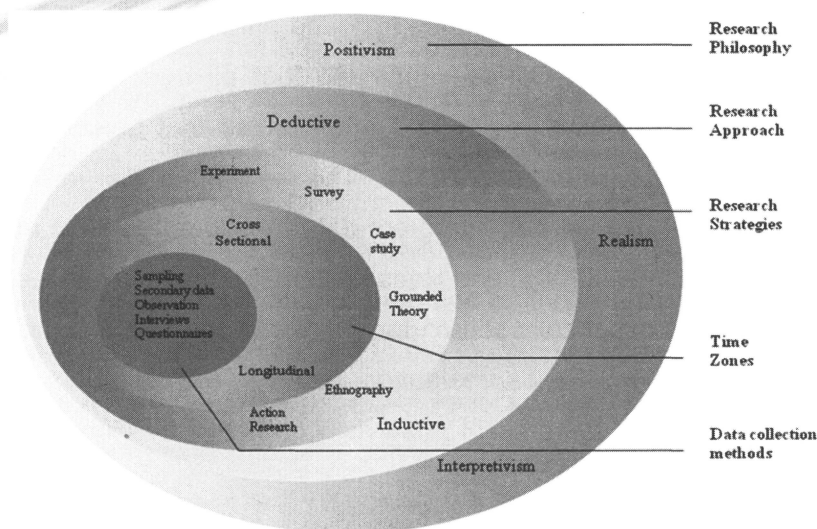 Positivism
Research
Philosophy
Deductive
Research
Approach
Experiment
Survey
Research
Strategies
Cross
Sectional
Case
study
Realism
Sampling
Secondary data
Observation
Interviews
Questionnaires
Grounded
Theory
Time
Zones
Longitudinal
Ethnography
Action
Research
Inductive
Data collection
methods
Interpretivism